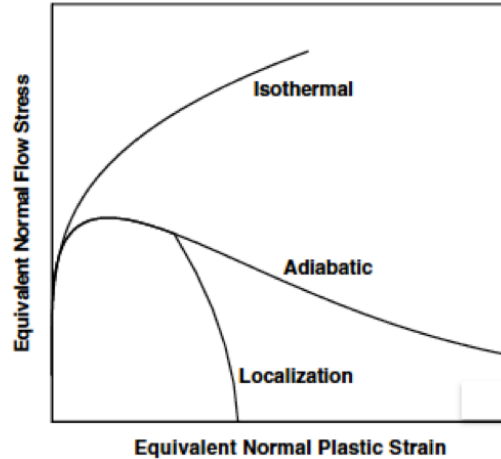 Equivalent Normal Flow Stress
Isothermal
Adiabatic
Localization
Equivalent Normal Plastic Strain